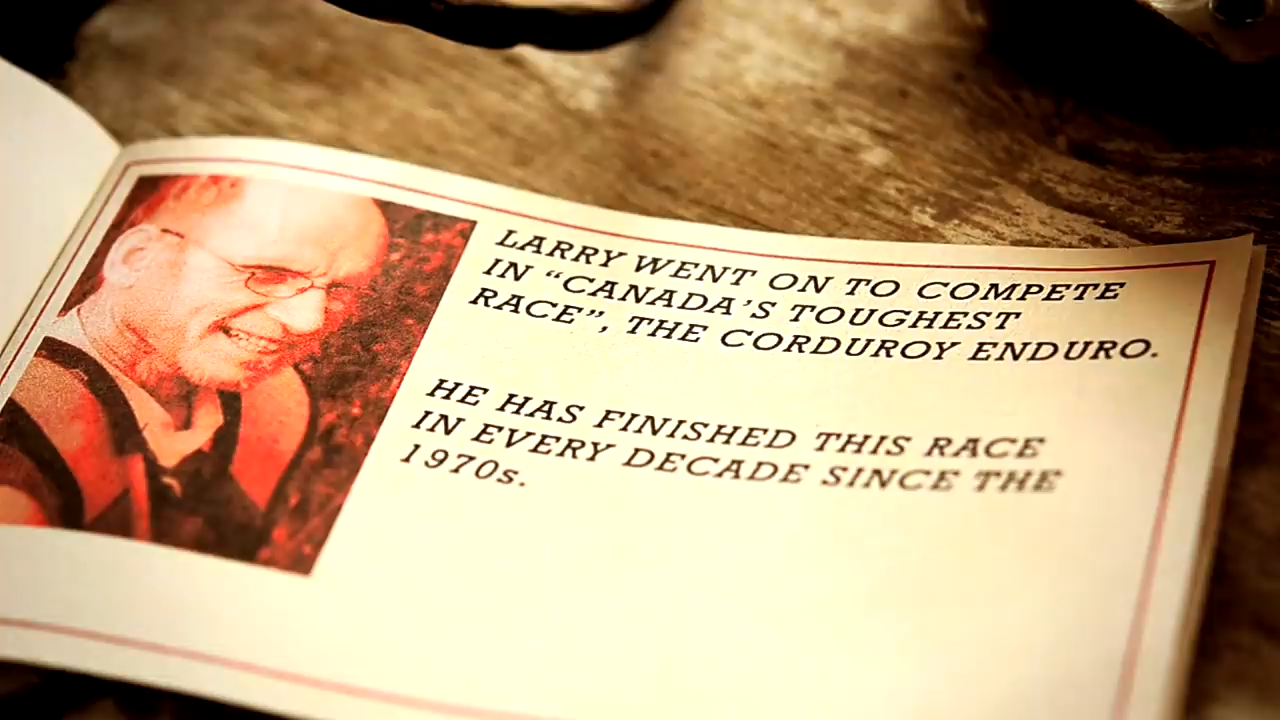 LARRY WENT ON TO COMPETE
IN “CANADA’S TOUGHEST
RACE”, THE CORDUROY ENDURO.
HE HAS FINISHED THIS RACE
IN EVERY DECADE SINCE THE
1970s.